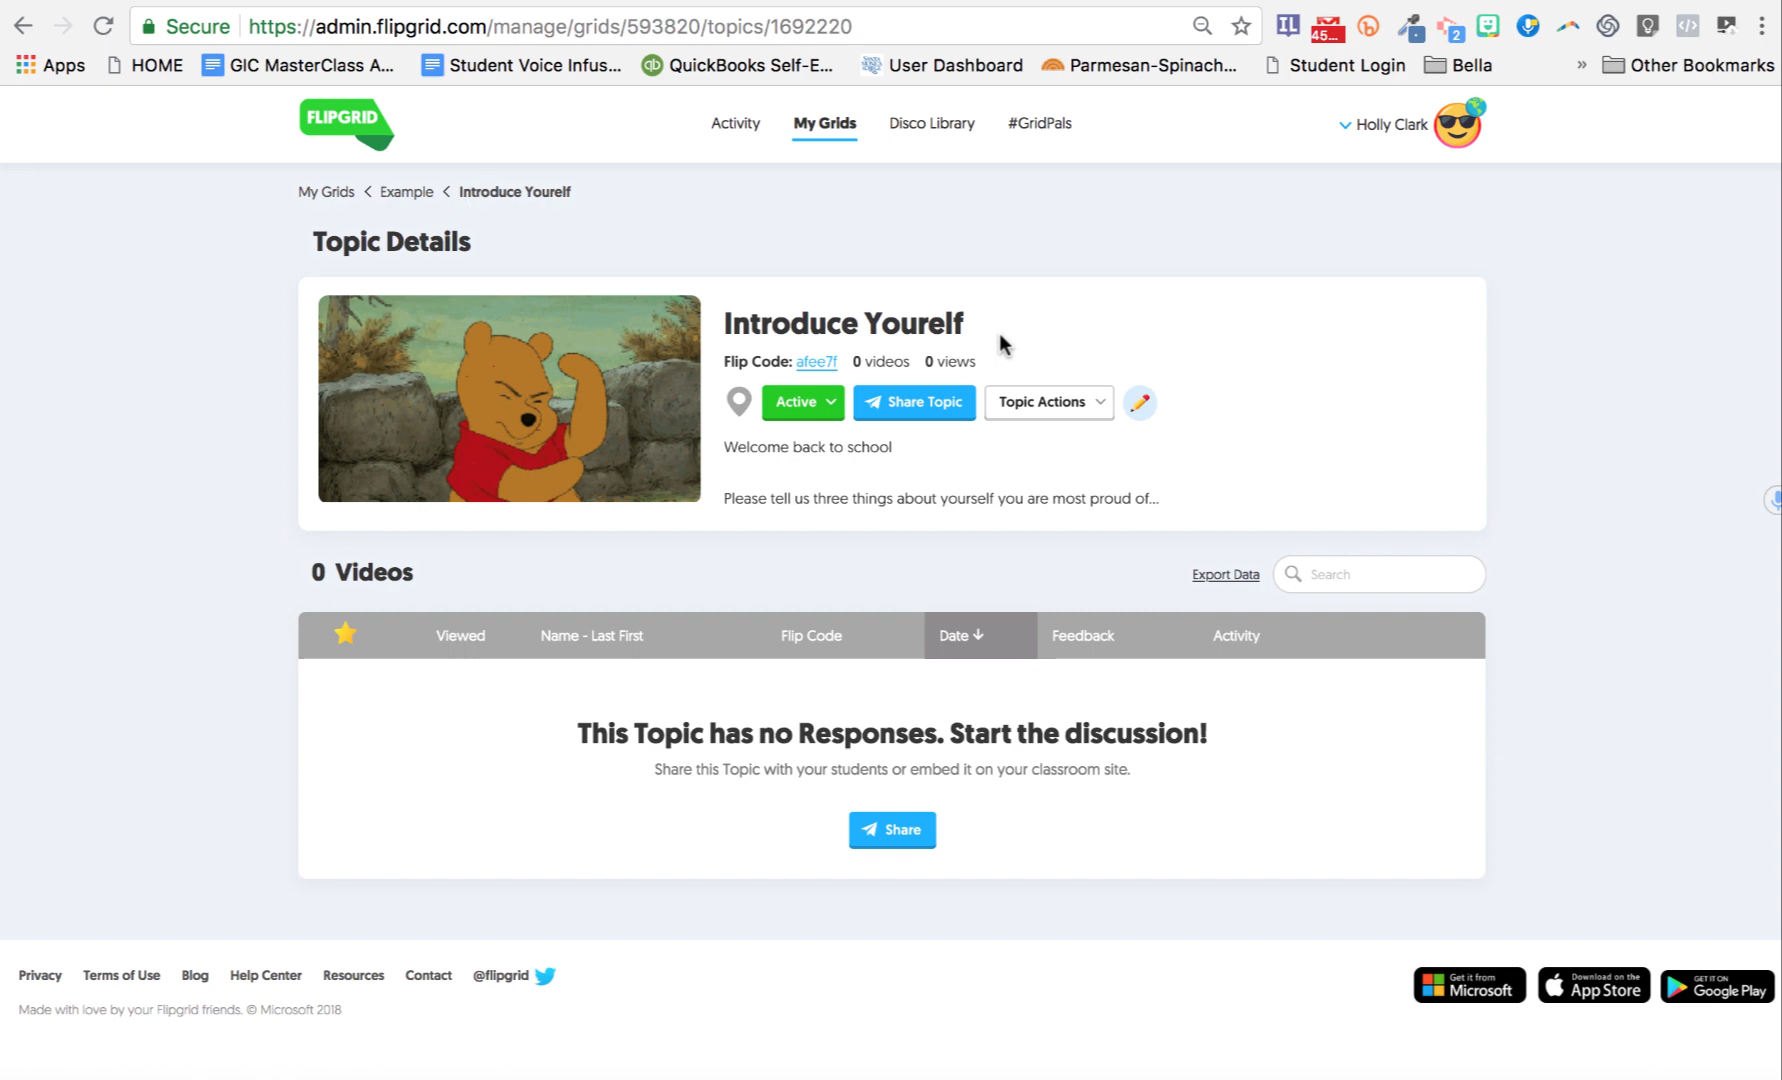 Secure https://admin.flipgrid.com/manage/grids/593820/topics/1692220
45...
2
Apps HOME GIC MasterClass A... Student Voice Infus... QuickBooks Self-E... User Dashboard Parmesan-Spinach... Student Login Bella » Other Bookmarks
FLIPGRID Activity My Grids Disco Library #GridPals Holly Clark
My Grids < Example < Introduce Yourelf
Topic Details
Introduce Yourelf
Flip Code: afee7f 0 videos 0 views
Active Share Topic Topic Actions
Welcome back to school
Please tell us three things about yourself you are most proud of...
0 Videos Export Data Search
Viewed Name - Last First Flip Code Date Feedback Activity
This Topic has no Responses. Start the discussion!
Share this Topic with your students or embed it on your classroom site.
Share
Privacy Terms of Use Blog Help Center Resources Contact @flipgrid
Get it from Microsoft Download on the App Store GET IT ON Google Play
Made with love by your Flipgrid friends. © Microsoft 2018